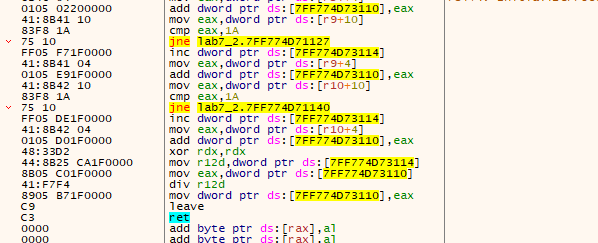 0105 02200000 add dword ptr ds:[7FF774D73110],eax
41:8B41 10 mov eax,dword ptr ds:[r9+10]
83F8 1A cmp eax,1A
75 10 jne lab7_2.7FF774D71127
FF05 F71F0000 inc dword ptr ds:[7FF774D73114]
41:8B41 04 mov eax,dword ptr ds:[r9+4]
0105 E91F0000 add dword ptr ds:[7FF774D73110],eax
41:8B42 10 mov eax,dword ptr ds:[r10+10]
83F8 1A cmp eax,1A
75 10 jne lab7_2.7FF774D71140
FF05 DE1F0000 inc dword ptr ds:[7FF774D73114]
41:8B42 04 mov eax,dword ptr ds:[r10+4]
0105 D01F0000 add dword ptr ds:[7FF774D73110],eax
48:33D2 xor rdx,rdx
44:8B25 CA1F0000 mov r12d,dword ptr ds:[7FF774D73114]
8B05 C01F0000 mov eax,dword ptr ds:[7FF774D73110]
41:F7F4 div r12d
8905 B71F0000 mov dword ptr ds:[7FF774D73110],eax
C9 leave
C3 ret
0000 add byte ptr ds:[rax],al
0000 add byte ptr ds:[rax],al